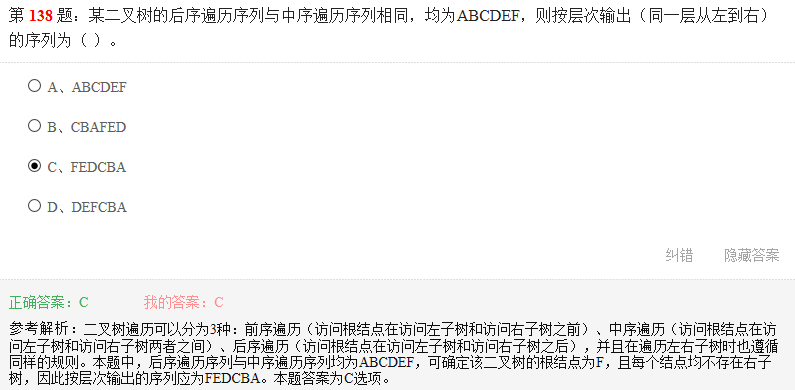 第 138 题：某二叉树的后序遍历序列与中序遍历序列相同，均为ABCDEF，则按层次输出（同一层从左到右）
的序列为（ ）。
A、ABCDEF
B、CBAFED
C、FEDCBA
D、DEFCBA
纠错 隐藏答案
正确答案：C 我的答案：C
参考解析：二叉树遍历可以分为3种：前序遍历（访问根结点在访问左子树和访问右子树之前）、中序遍历（访问根结点在访
问左子树和访问右子树两者之间）、后序遍历（访问根结点在访问左子树和访问右子树之后），并且在遍历左右子树时也遵循
同样的规则。本题中，后序遍历序列与中序遍历序列均为ABCDEF，可确定该二叉树的根结点为F，且每个结点均不存在右子
树，因此按层次输出的序列应为FEDCBA。本题答案为C选项。